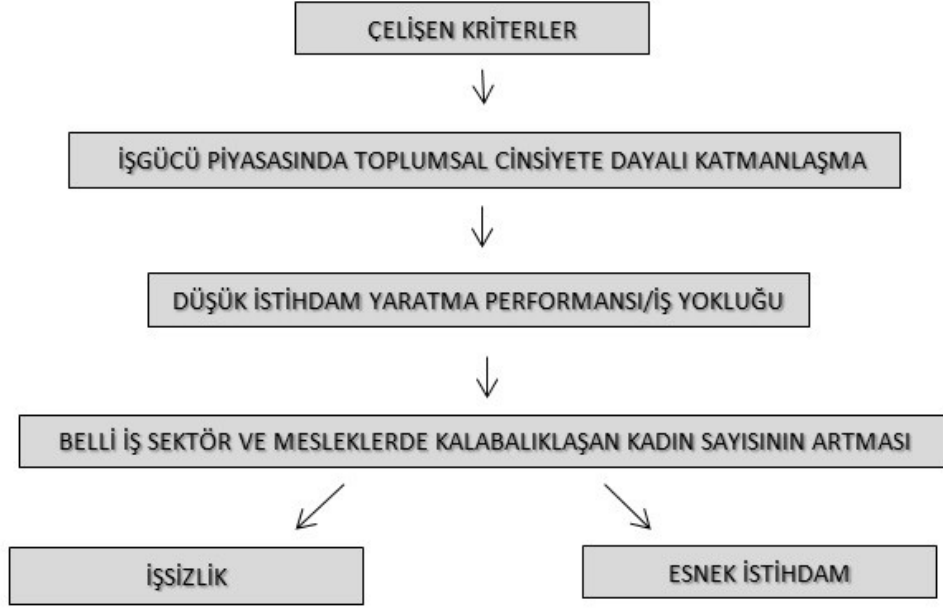 ÇELİŞEN KRİTERLER
İŞGÜCÜ PİYASASINDA TOPLUMSAL CİNSİYETE DAYALI KATMANLAŞMA
DÜŞÜK İSTİHDAM YARATMA PERFORMANSI/İŞ YOKLUĞU
BELLİ İŞ SEKTÖR VE MESLEKLERDE KALABALIKLAŞAN KADIN SAYISININ ARTMASI
İŞSİZLİK
ESNEK İSTİHDAM